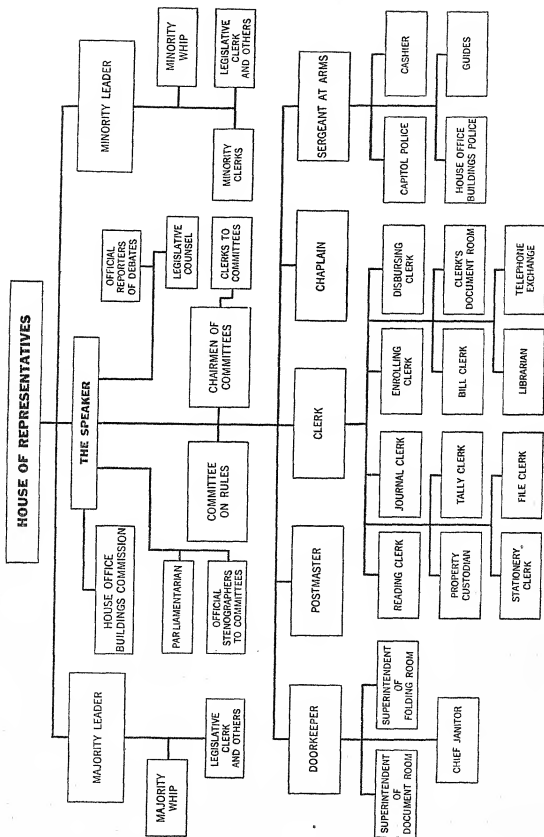 HOUSE OF REPRESENTATIVES
MAJORITY LEADER
THE SPEAKER
MINORITY LEADER
MAJORITY
WHIP
LEGISLATIVE
CLERK
AND OTHERS
HOUSE OFFICE
BUILDINGS COMMISSION
PARLIAMENTARIAN
OFFICIAL
STENOGRAPHERS
TO COMMITTEES
OFFICIAL
REPORTERS
OF DEBATES
LEGISLATIVE
COUNSEL
COMMITTEE
ON RULES
CHAIRMEN OF
COMMITTEES
CLERKS TO
COMMITTEES
MINORITY
WHIP
MINORITY
CLERKS
LEGISLATIVE
CLERK
AND OTHERS
DOORKEEPER
POSTMASTER
CLERK
CHAPLAIN
SERGEANT AT ARMS
SUPERINTENDENT
OF
DOCUMENT ROOM
SUPERINTENDENT
OF
FOLDING ROOM
CHIEF JANITOR
READING CLERK
JOURNAL CLERK
ENROLLING
CLERK
DISBURSING
CLERK
PROPERTY
CUSTODIAN
TALLY CLERK
BILL CLERK
CLERK'S
DOCUMENT ROOM
STATIONERY
CLERK
FILE CLERK
LIBRARIAN
TELEPHONE
EXCHANGE
CAPITOL POLICE
CASHIER
HOUSE OFFICE
BUILDINGS POLICE
GUIDES